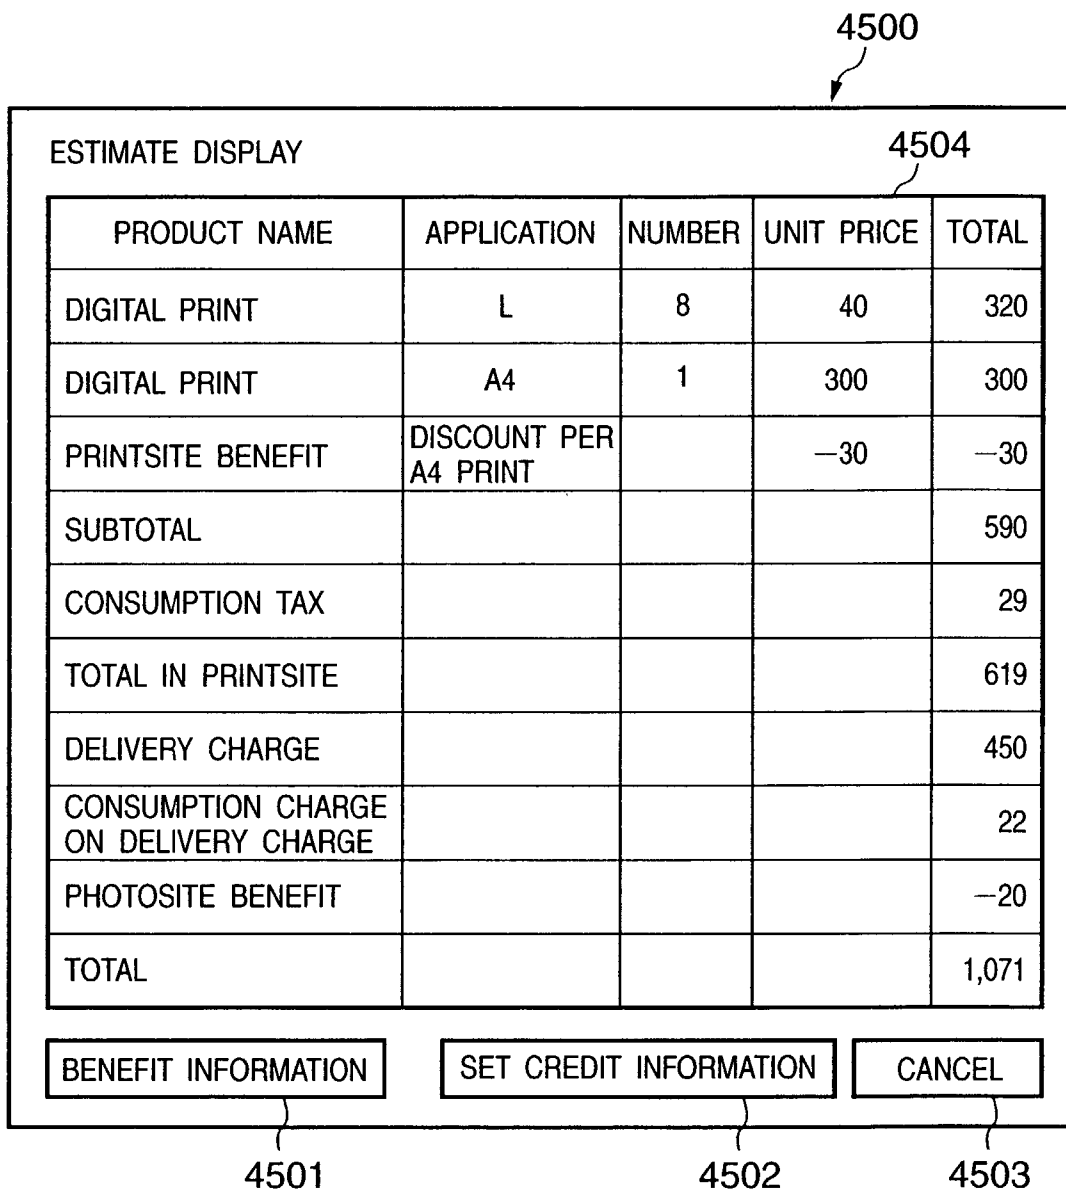 4500
ESTIMATE DISPLAY
4504
PRODUCT NAME APPLICATION NUMBER UNIT PRICE TOTAL
DIGITAL PRINT L 8 40 320
DIGITAL PRINT A4 1 300 300
PRINTSITE BENEFIT DISCOUNT PER A4 PRINT —30 —30
SUBTOTAL 590
CONSUMPTION TAX 29
TOTAL IN PRINTSITE 619
DELIVERY CHARGE 450
CONSUMPTION CHARGE
ON DELIVERY CHARGE 22
PHOTOSITE BENEFIT —20
TOTAL 1,071
BENEFIT INFORMATION SET CREDIT INFORMATION CANCEL
4501 4502 4503